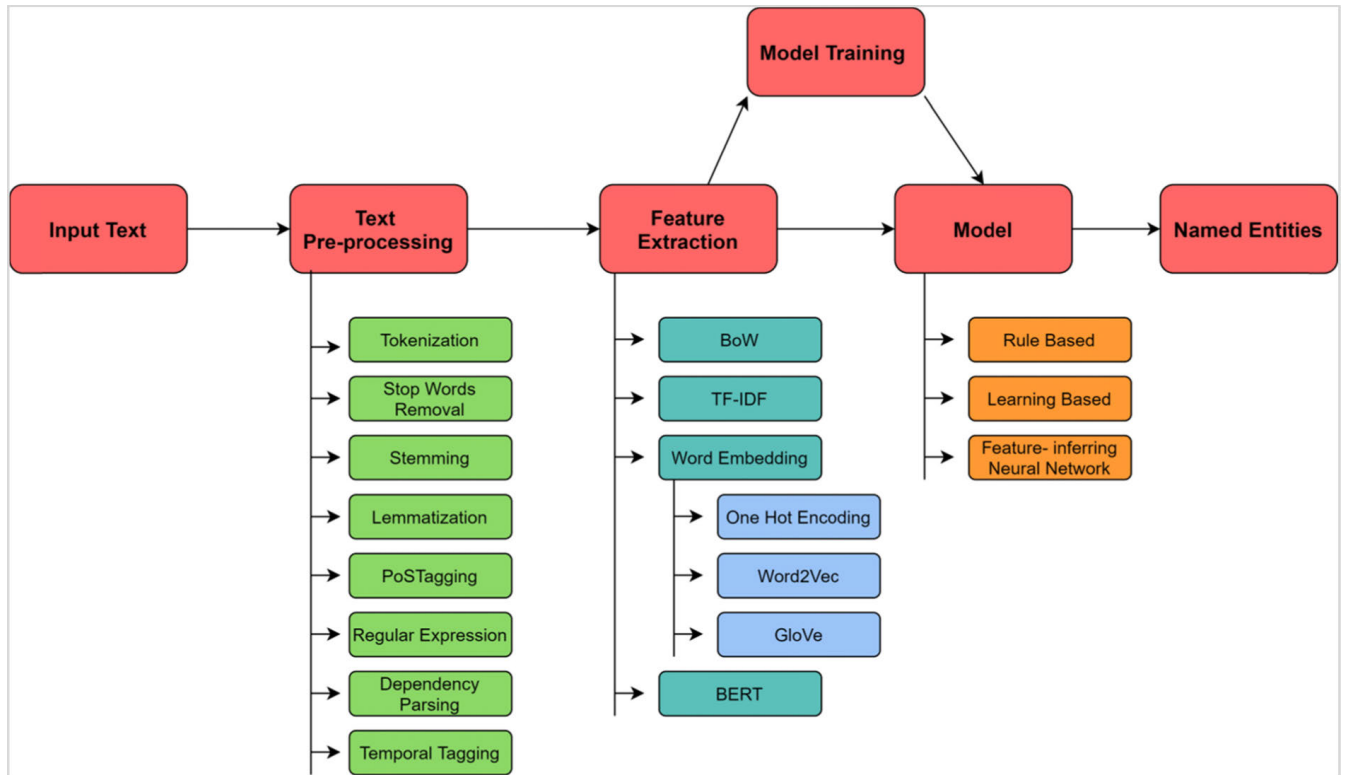 Model Training
Input Text
Text
Pre-processing
Feature
Extraction
Model
Named Entities
Tokenization
Stop Words
Removal
Stemming
Lemmatization
PoSTagging
Regular Expression
Dependency
Parsing
Temporal Tagging
BoW
TF-IDF
Word Embedding
One Hot Encoding
Word2Vec
GloVe
BERT
Rule Based
Learning Based
Feature- inferring
Neural Network